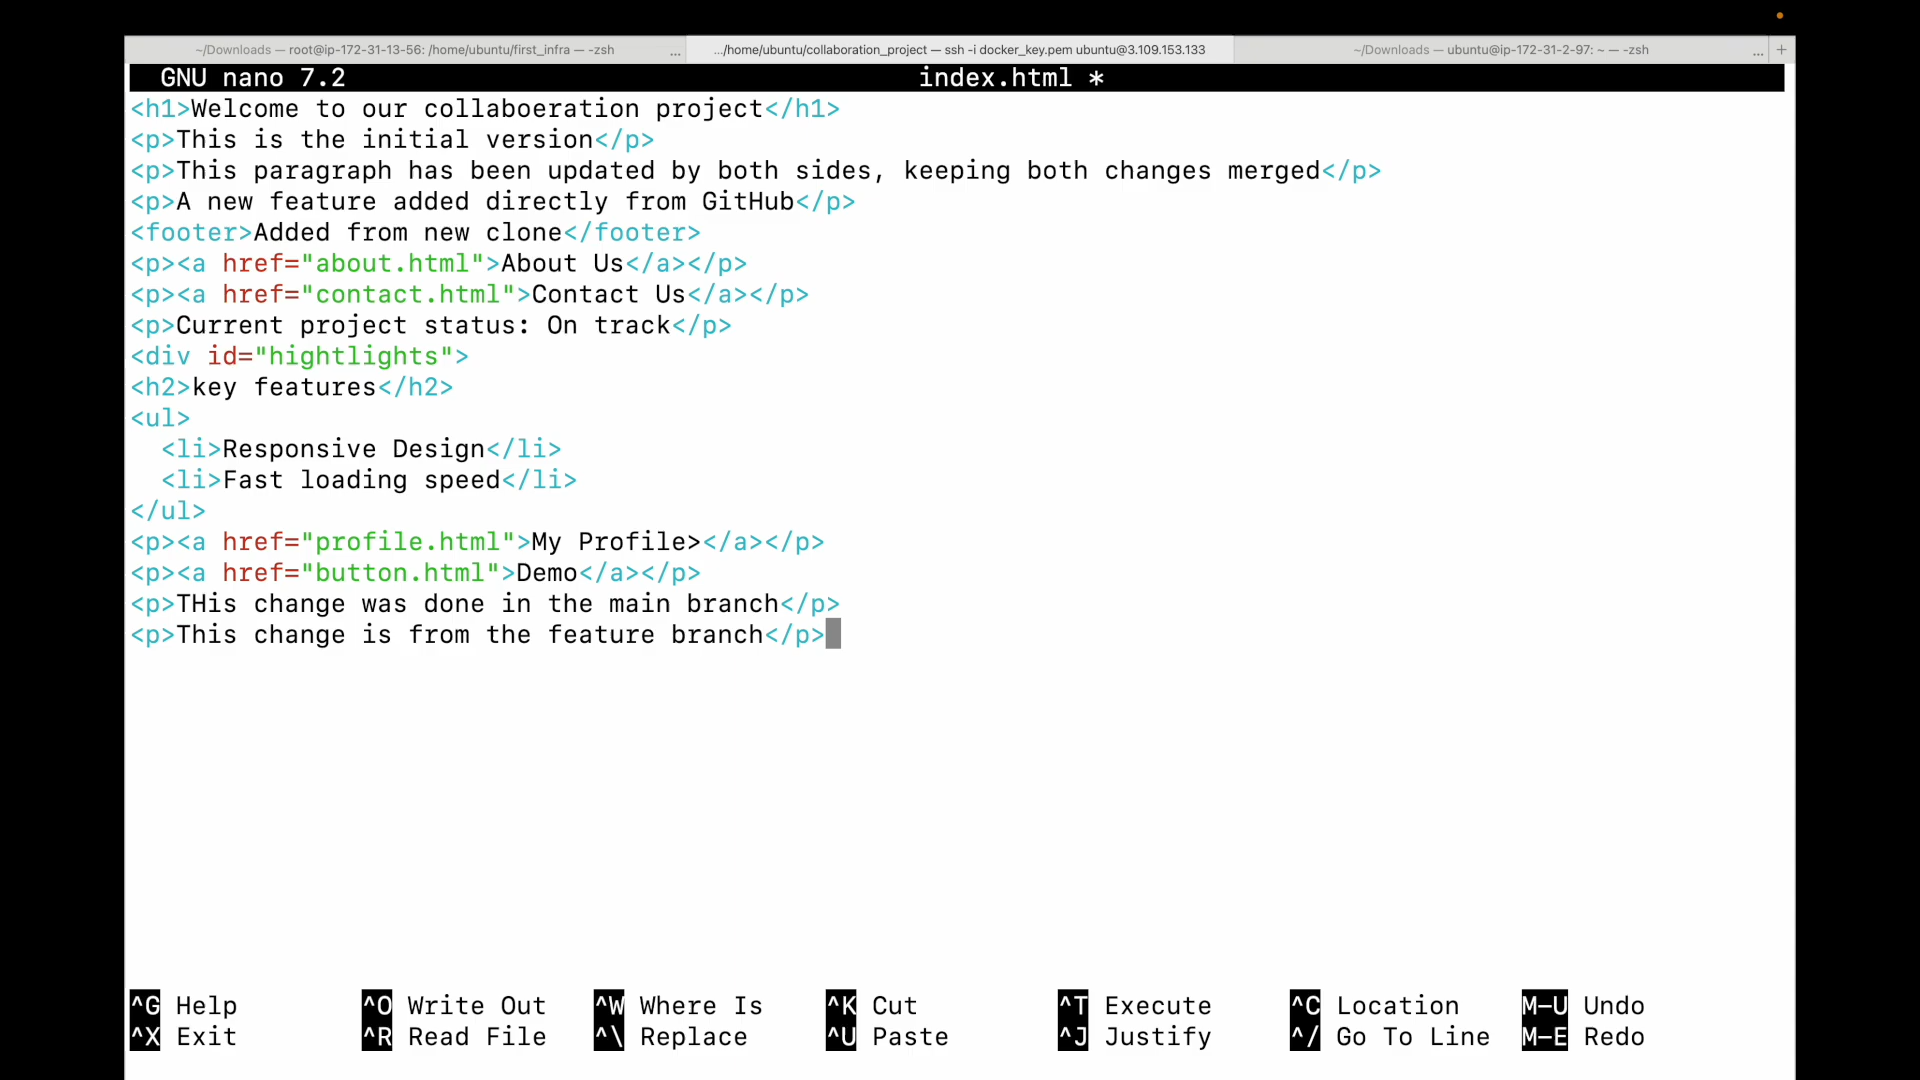 ~/Downloads — root@ip-172-31-13-56: /home/ubuntu/first_infra — -zsh ... .../home/ubuntu/collaboration_project — ssh -i docker_key.pem ubuntu@3.109.153.133 ~/Downloads — ubuntu@ip-172-31-2-97: ~ — -zsh ... +
GNU nano 7.2 index.html *
<h1>Welcome to our collaboeration project</h1>
<p>This is the initial version</p>
<p>This paragraph has been updated by both sides, keeping both changes merged</p>
<p>A new feature added directly from GitHub</p>
<footer>Added from new clone</footer>
<p><a href="about.html">About Us</a></p>
<p><a href="contact.html">Contact Us</a></p>
<p>Current project status: On track</p>
<div id="hightlights">
<h2>key features</h2>
<ul>
  <li>Responsive Design</li>
  <li>Fast loading speed</li>
</ul>
<p><a href="profile.html">My Profile></a></p>
<p><a href="button.html">Demo</a></p>
<p>THis change was done in the main branch</p>
<p>This change is from the feature branch</p>
^G Help ^O Write Out ^W Where Is ^K Cut ^T Execute ^C Location M-U Undo
^X Exit ^R Read File ^\ Replace ^U Paste ^J Justify ^/ Go To Line M-E Redo